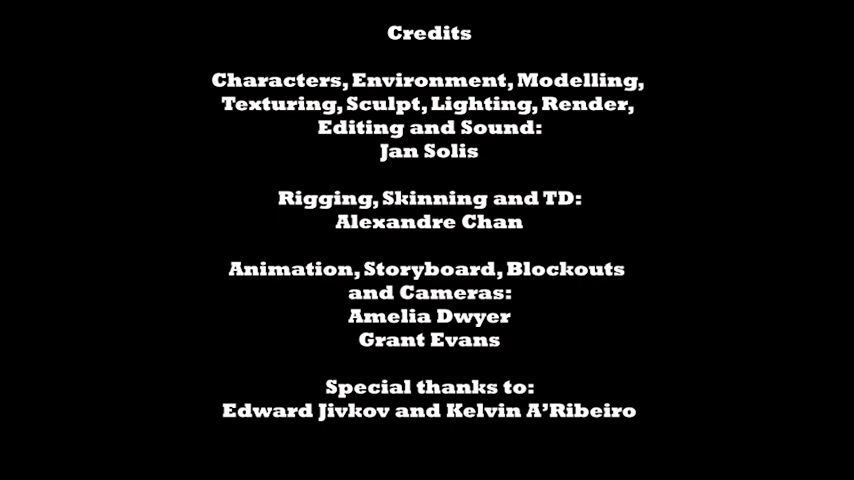 Credits
Characters, Environment, Modelling,
Texturing, Sculpt, Lighting, Render,
Editing and Sound:
Jan Solis
Rigging, Skinning and TD:
Alexandre Chan
Animation, Storyboard, Blockouts
and Cameras:
Amelia Dwyer
Grant Evans
Special thanks to:
Edward Jivkov and Kelvin A’Ribeiro